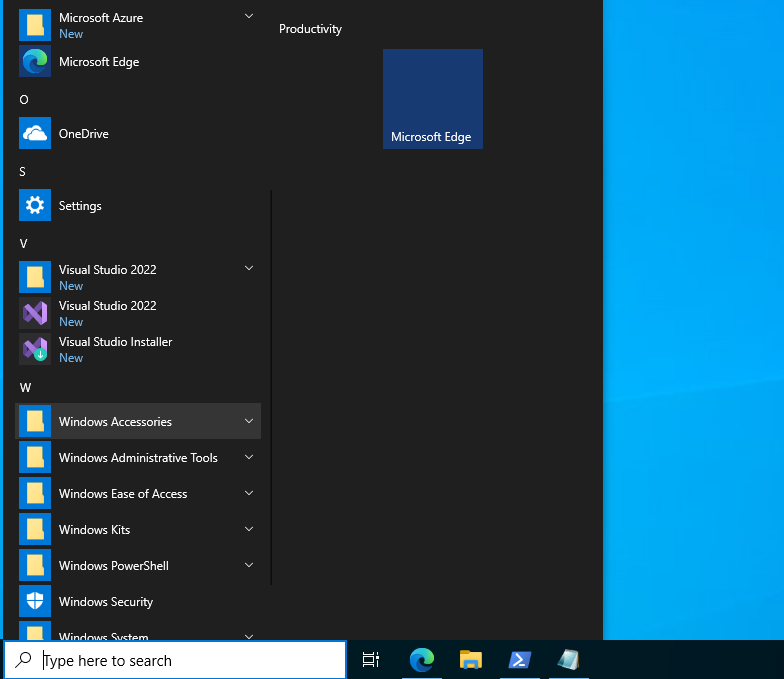 Microsoft Azure
New
Microsoft Edge
O
OneDrive
S
Settings
V
Visual Studio 2022
New
Visual Studio 2022
New
Visual Studio Installer
New
W
Windows Accessories
Windows Administrative Tools
Windows Ease of Access
Windows Kits
Windows PowerShell
Windows Security
Windows System
Productivity
Microsoft Edge
Type here to search